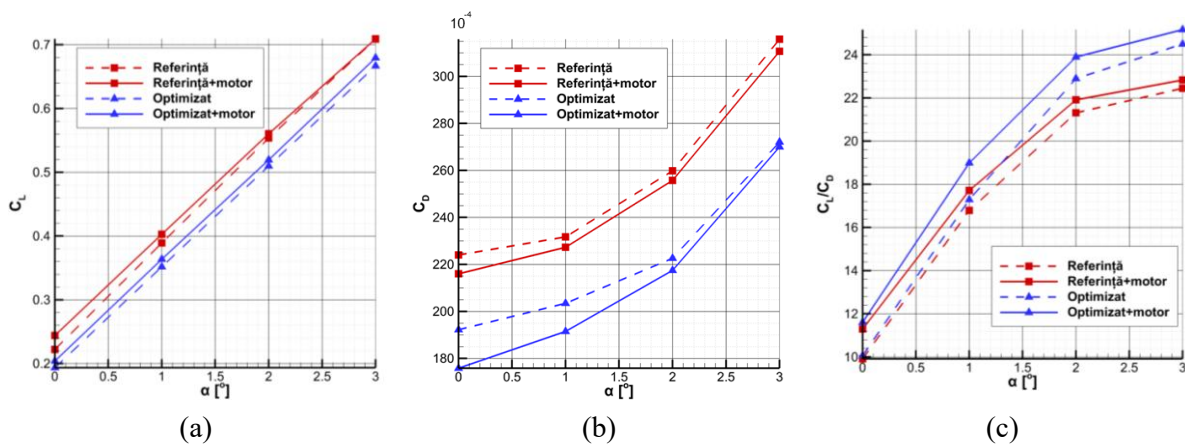 0.7
0.6
0.5
0.4
0.3
0.2
C_L
Referință
Referință+motor
Optimizat
Optimizat+motor
0 0.5 1 1.5 2 2.5 3
α [°]
(a)
10⁻⁴
300
280
260
240
220
200
180
C_D
Referință
Referință+motor
Optimizat
Optimizat+motor
0 0.5 1 1.5 2 2.5 3
α [°]
(b)
24
22
20
18
16
14
12
10
C_L/C_D
Referință
Referință+motor
Optimizat
Optimizat+motor
0 0.5 1 1.5 2 2.5 3
α [°]
(c)